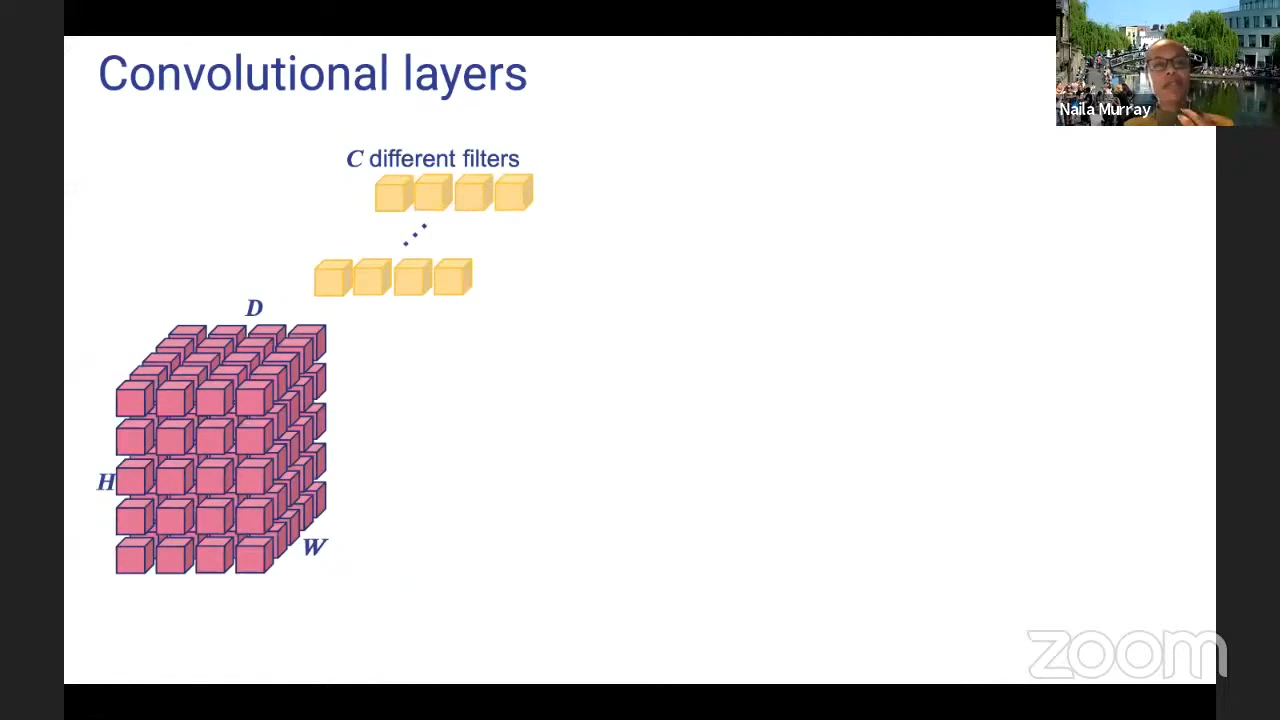 Convolutional layers
Naila Murray
C different filters
D
H
W
zoom